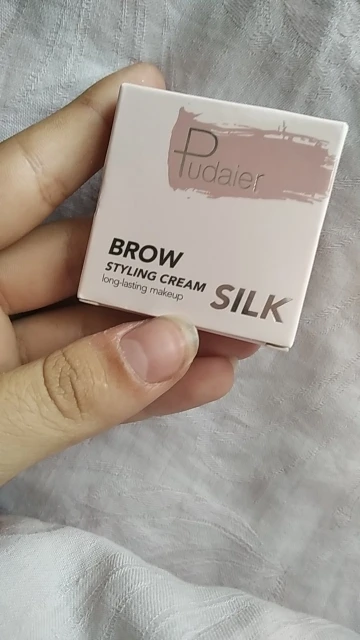 Pudaier
BROW
STYLING CREAM
long-lasting makeup
SILK